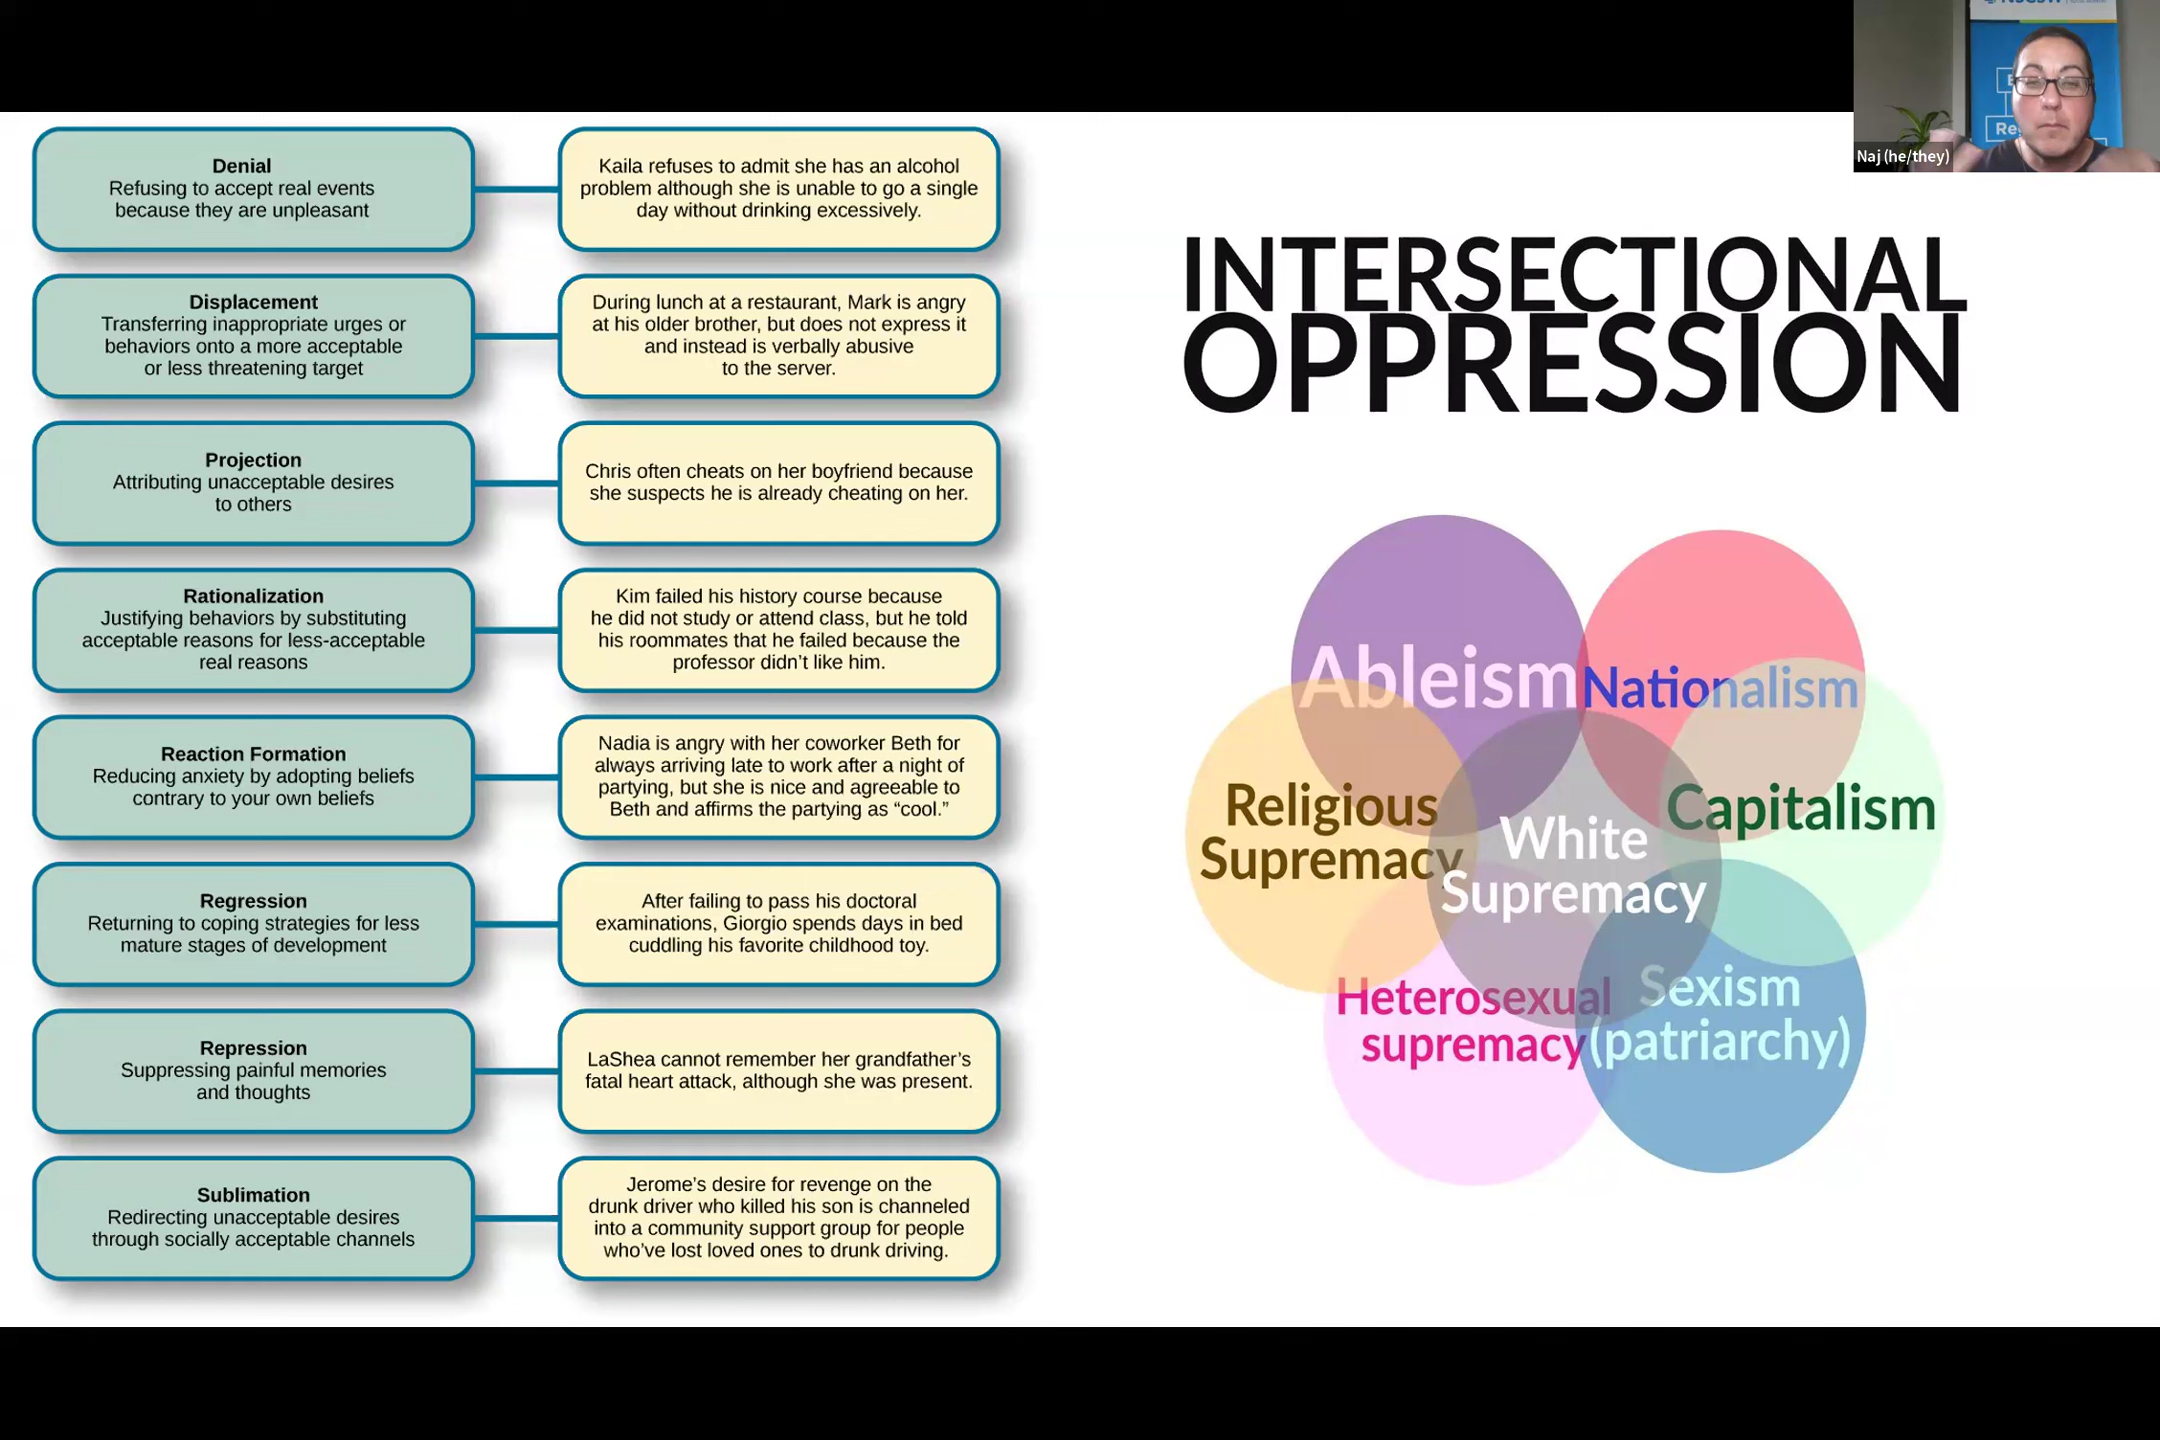 Denial
Refusing to accept real events
because they are unpleasant
Kaila refuses to admit she has an alcohol
problem although she is unable to go a single
day without drinking excessively.
Displacement
Transferring inappropriate urges or
behaviors onto a more acceptable
or less threatening target
During lunch at a restaurant, Mark is angry
at his older brother, but does not express it
and instead is verbally abusive
to the server.
Projection
Attributing unacceptable desires
to others
Chris often cheats on her boyfriend because
she suspects he is already cheating on her.
Rationalization
Justifying behaviors by substituting
acceptable reasons for less-acceptable
real reasons
Kim failed his history course because
he did not study or attend class, but he told
his roommates that he failed because the
professor didn’t like him.
Reaction Formation
Reducing anxiety by adopting beliefs
contrary to your own beliefs
Nadia is angry with her coworker Beth for
always arriving late to work after a night of
partying, but she is nice and agreeable to
Beth and affirms the partying as “cool.”
Regression
Returning to coping strategies for less
mature stages of development
After failing to pass his doctoral
examinations, Giorgio spends days in bed
cuddling his favorite childhood toy.
Repression
Suppressing painful memories
and thoughts
LaShea cannot remember her grandfather’s
fatal heart attack, although she was present.
Sublimation
Redirecting unacceptable desires
through socially acceptable channels
Jerome’s desire for revenge on the
drunk driver who killed his son is channeled
into a community support group for people
who’ve lost loved ones to drunk driving.
INTERSECTIONAL
OPPRESSION
Ableism
Nationalism
Religious
Supremacy
White
Supremacy
Capitalism
Heterosexual
supremacy
Sexism
(patriarchy)
Naj (he/they)